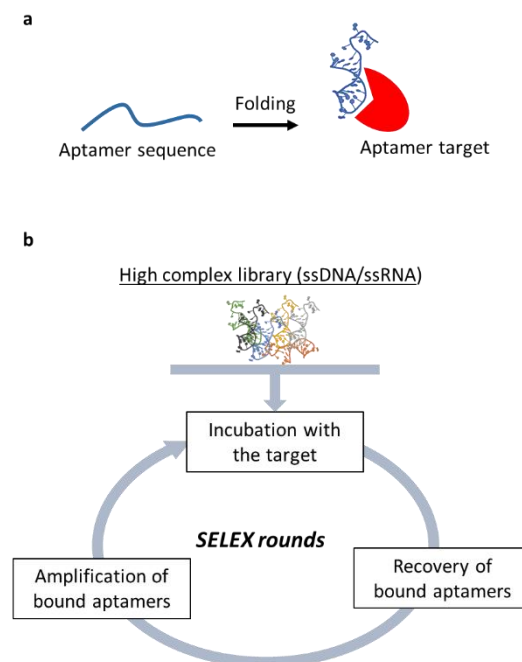 a
Folding
Aptamer sequence
Aptamer target
b
High complex library (ssDNA/ssRNA)
Incubation with
the target
SELEX rounds
Amplification of
bound aptamers
Recovery of
bound aptamers